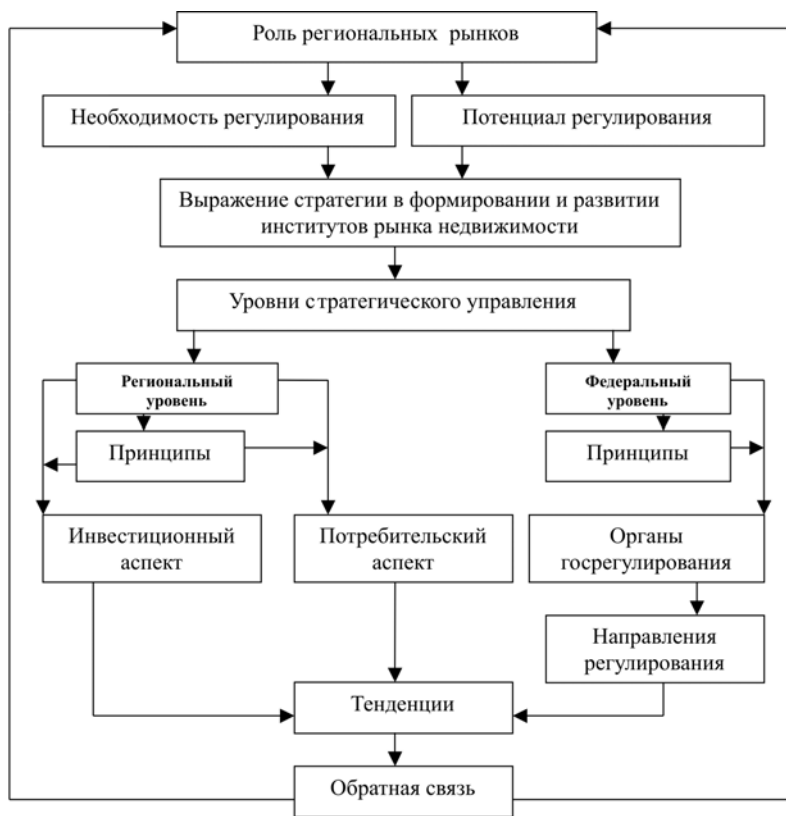 Роль региональных рынков
Необходимость регулирования
Потенциал регулирования
Выражение стратегии в формировании и развитии
институтов рынка недвижимости
Уровни стратегического управления
Региональный
уровень
Федеральный
уровень
Принципы
Принципы
Инвестиционный
аспект
Потребительский
аспект
Органы
госрегулирования
Направления
регулирования
Тенденции
Обратная связь